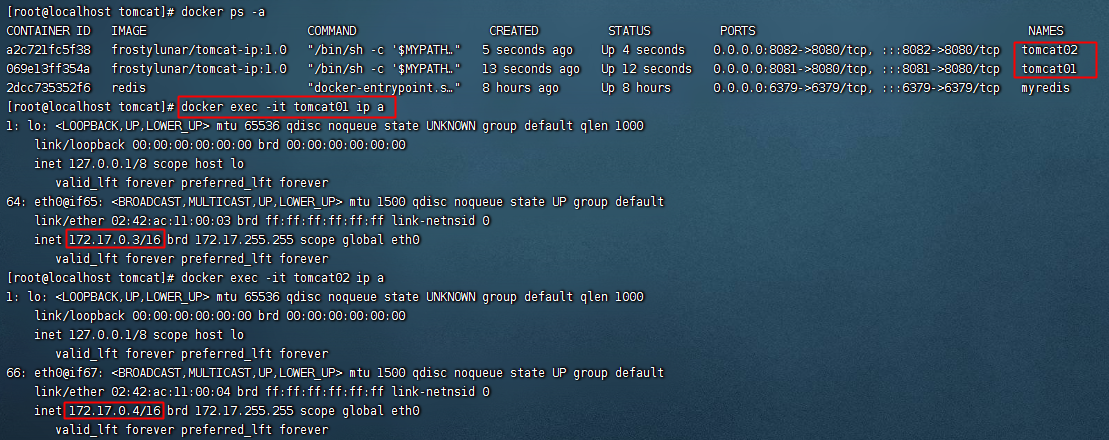 [root@localhost tomcat]# docker ps -a
CONTAINER ID   IMAGE                       COMMAND                  CREATED          STATUS          PORTS                                       NAMES
a2c721fc5f38   frostylunar/tomcat-ip:1.0   "/bin/sh -c '$MYPATH…"   5 seconds ago    Up 4 seconds    0.0.0.0:8082->8080/tcp, :::8082->8080/tcp   tomcat02
069e13ff354a   frostylunar/tomcat-ip:1.0   "/bin/sh -c '$MYPATH…"   13 seconds ago   Up 12 seconds   0.0.0.0:8081->8080/tcp, :::8081->8080/tcp   tomcat01
2dcc735352f6   redis                       "docker-entrypoint.s…"   8 hours ago      Up 8 hours      0.0.0.0:6379->6379/tcp, :::6379->6379/tcp   myredis
[root@localhost tomcat]# docker exec -it tomcat01 ip a
1: lo: <LOOPBACK,UP,LOWER_UP> mtu 65536 qdisc noqueue state UNKNOWN group default qlen 1000
    link/loopback 00:00:00:00:00:00 brd 00:00:00:00:00:00
    inet 127.0.0.1/8 scope host lo
       valid_lft forever preferred_lft forever
64: eth0@if65: <BROADCAST,MULTICAST,UP,LOWER_UP> mtu 1500 qdisc noqueue state UP group default
    link/ether 02:42:ac:11:00:03 brd ff:ff:ff:ff:ff:ff link-netnsid 0
    inet 172.17.0.3/16 brd 172.17.255.255 scope global eth0
       valid_lft forever preferred_lft forever
[root@localhost tomcat]# docker exec -it tomcat02 ip a
1: lo: <LOOPBACK,UP,LOWER_UP> mtu 65536 qdisc noqueue state UNKNOWN group default qlen 1000
    link/loopback 00:00:00:00:00:00 brd 00:00:00:00:00:00
    inet 127.0.0.1/8 scope host lo
       valid_lft forever preferred_lft forever
66: eth0@if67: <BROADCAST,MULTICAST,UP,LOWER_UP> mtu 1500 qdisc noqueue state UP group default
    link/ether 02:42:ac:11:00:04 brd ff:ff:ff:ff:ff:ff link-netnsid 0
    inet 172.17.0.4/16 brd 172.17.255.255 scope global eth0
       valid_lft forever preferred_lft forever